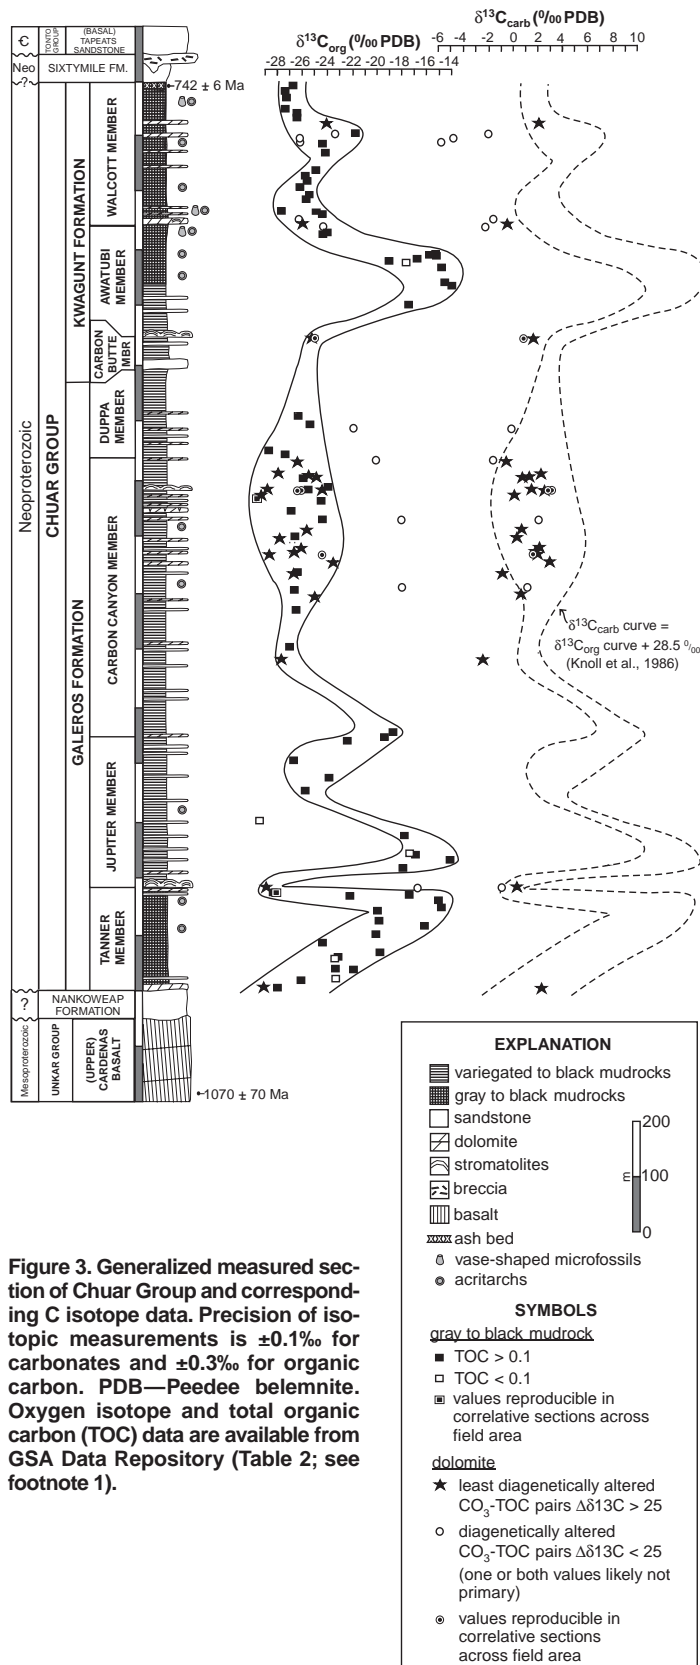 δ13Corg (0/00 PDB)
-28 -26 -24 -22 -20 -18 -16 -14
δ13Ccarb (0/00 PDB)
-6 -4 -2 0 2 4 6 8 10
Є
TONTO GROUP
(BASAL) TAPEATS SANDSTONE
Neo
SIXTYMILE FM.
?
742 ± 6 Ma
Neoproterozoic
CHUAR GROUP
KWAGUNT FORMATION
WALCOTT MEMBER
AWATUBI MEMBER
CARBON BUTTE MBR
GALEROS FORMATION
DUPPA MEMBER
CARBON CANYON MEMBER
JUPITER MEMBER
TANNER MEMBER
δ13Ccarb curve =
δ13Corg curve + 28.5 0/00
(Knoll et al., 1986)
?
NANKOWEAP
FORMATION
Mesoproterozoic
UNKAR GROUP
(UPPER) CARDENAS BASALT
1070 ± 70 Ma
EXPLANATION
variegated to black mudrocks
gray to black mudrocks
sandstone
dolomite
stromatolites
breccia
basalt
ash bed
vase-shaped microfossils
acritarchs
200
100
0
m
SYMBOLS
gray to black mudrock
TOC > 0.1
TOC < 0.1
values reproducible in
correlative sections across
field area
dolomite
least diagenetically altered
CO3-TOC pairs Δδ13C > 25
diagenetically altered
CO3-TOC pairs Δδ13C < 25
(one or both values likely not
primary)
values reproducible in
correlative sections
across field area
Figure 3. Generalized measured sec-
tion of Chuar Group and correspond-
ing C isotope data. Precision of iso-
topic measurements is ±0.1‰ for
carbonates and ±0.3‰ for organic
carbon. PDB—Peedee belemnite.
Oxygen isotope and total organic
carbon (TOC) data are available from
GSA Data Repository (Table 2; see
footnote 1).